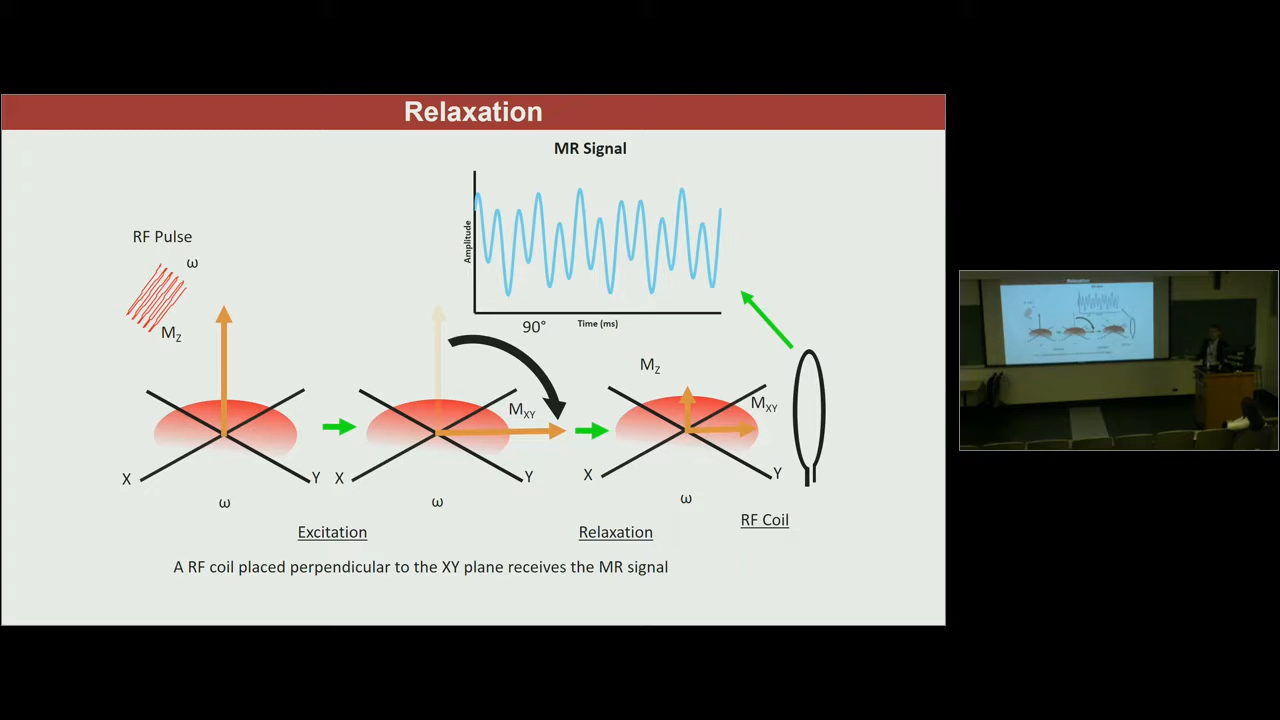 Relaxation
MR Signal
Amplitude
Time (ms)
RF Pulse
ω
MZ
90°
MZ
MXY
MXY
X
Y
X
Y
X
Y
ω
ω
ω
RF Coil
Excitation
Relaxation
A RF coil placed perpendicular to the XY plane receives the MR signal
Relaxation